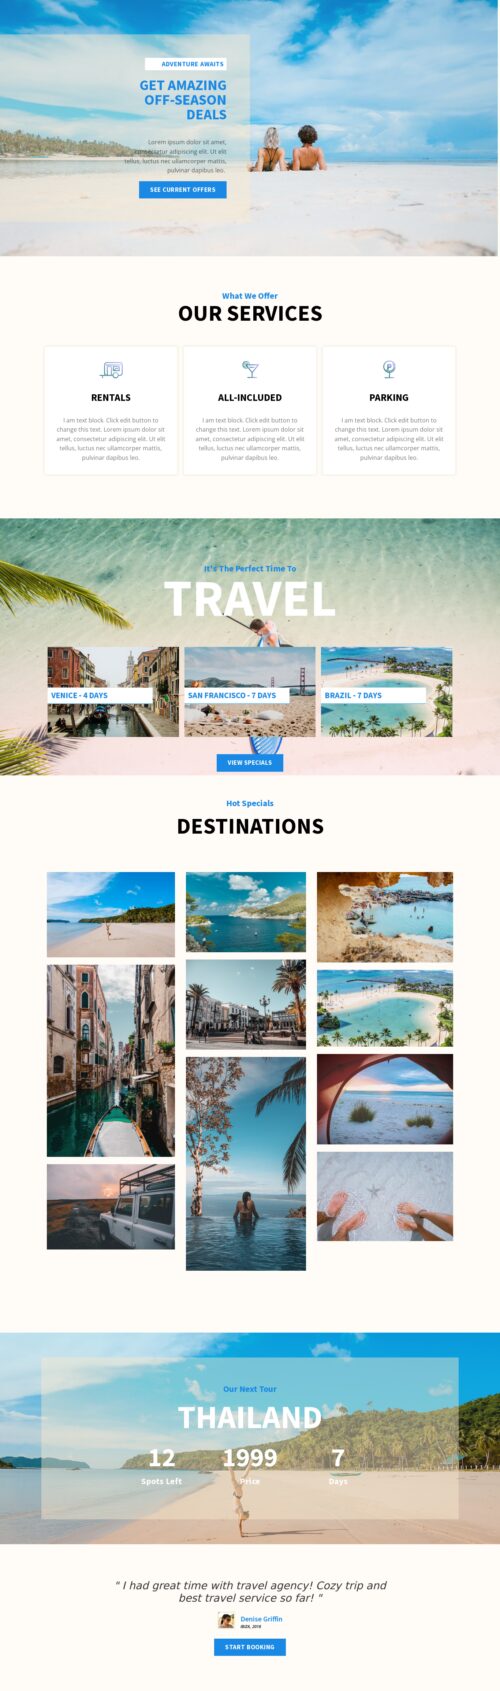 ADVENTURE AWAITS
GET AMAZING
OFF-SEASON
DEALS
Lorem ipsum dolor sit amet,
consectetur adipiscing elit. Ut elit
tellus, luctus nec ullamcorper mattis,
pulvinar dapibus leo.
SEE CURRENT OFFERS
What We Offer
OUR SERVICES
RENTALS
I am text block. Click edit button to
change this text. Lorem ipsum dolor sit
amet, consectetur adipiscing elit. Ut elit
tellus, luctus nec ullamcorper mattis,
pulvinar dapibus leo.
ALL-INCLUDED
I am text block. Click edit button to
change this text. Lorem ipsum dolor sit
amet, consectetur adipiscing elit. Ut elit
tellus, luctus nec ullamcorper mattis,
pulvinar dapibus leo.
P
PARKING
I am text block. Click edit button to
change this text. Lorem ipsum dolor sit
amet, consectetur adipiscing elit. Ut elit
tellus, luctus nec ullamcorper mattis,
pulvinar dapibus leo.
It's The Perfect Time To
TRAVEL
VENICE - 4 DAYS
SAN FRANCISCO - 7 DAYS
BRAZIL - 7 DAYS
VIEW SPECIALS
Hot Specials
DESTINATIONS
Our Next Tour
THAILAND
12
Spots Left
1999
Price
7
Days
" I had great time with travel agency! Cozy trip and
best travel service so far! "
Denise Griffin
IBIZA, 2018
START BOOKING